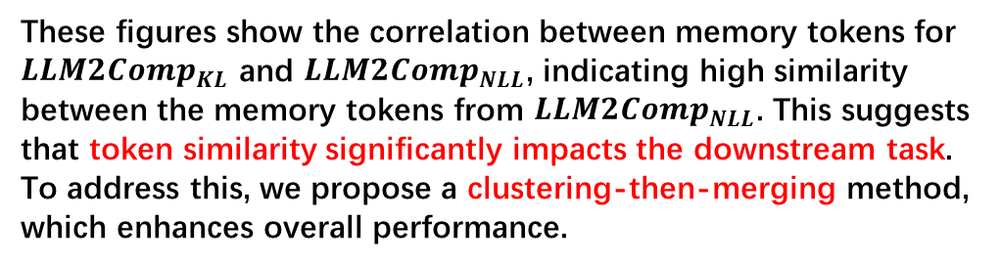 These figures show the correlation between memory tokens for
LLM2Comp_KL and LLM2Comp_NLL, indicating high similarity
between the memory tokens from LLM2Comp_NLL. This suggests
that token similarity significantly impacts the downstream task.
To address this, we propose a clustering-then-merging method,
which enhances overall performance.